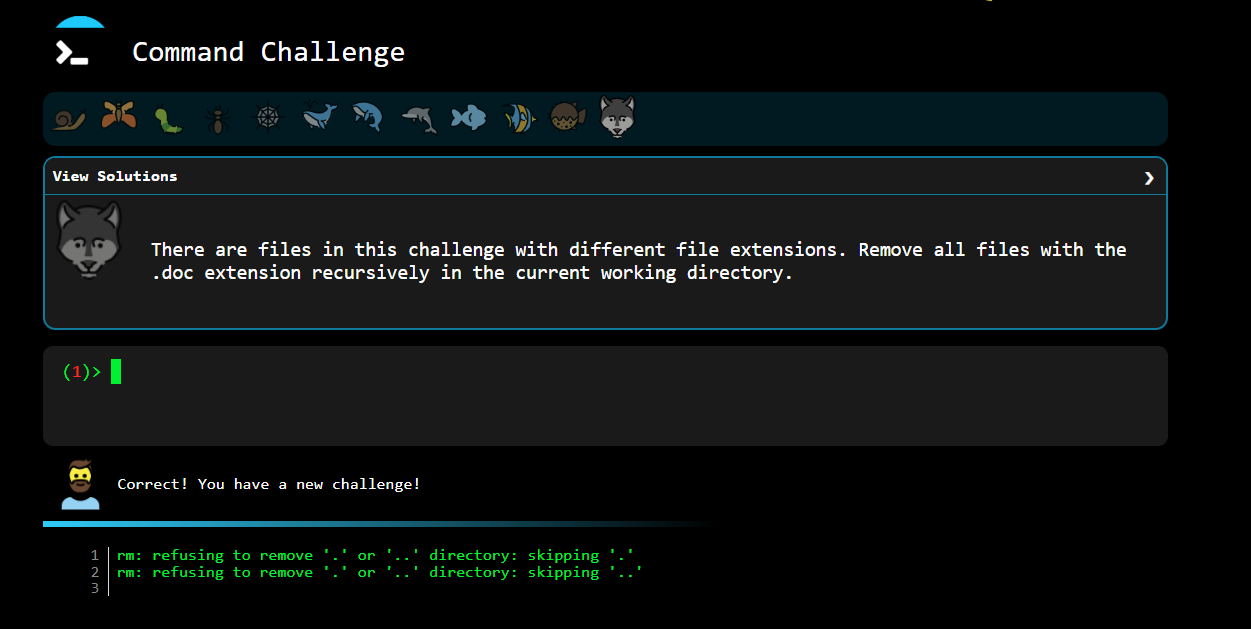 Command Challenge
View Solutions
There are files in this challenge with different file extensions. Remove all files with the
.doc extension recursively in the current working directory.
(1)>
Correct! You have a new challenge!
1 rm: refusing to remove '.' or '..' directory: skipping '.'
2 rm: refusing to remove '.' or '..' directory: skipping '..'
3